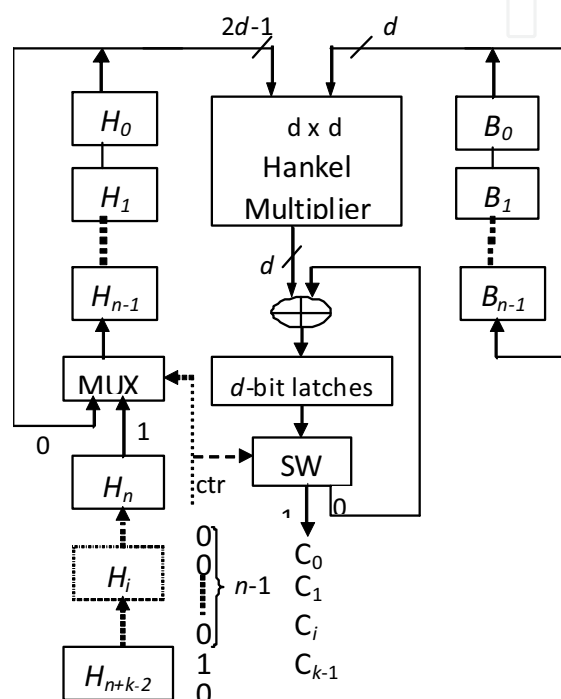 2d-1
d
H0
H1
Hn-1
MUX
0
1
Hn
Hi
Hn+k-2
d x d
Hankel
Multiplier
d
d-bit latches
SW
ctr
1
0
B0
B1
Bn-1
0
0
0
1
0
n-1
C0
C1
Ci
Ck-1